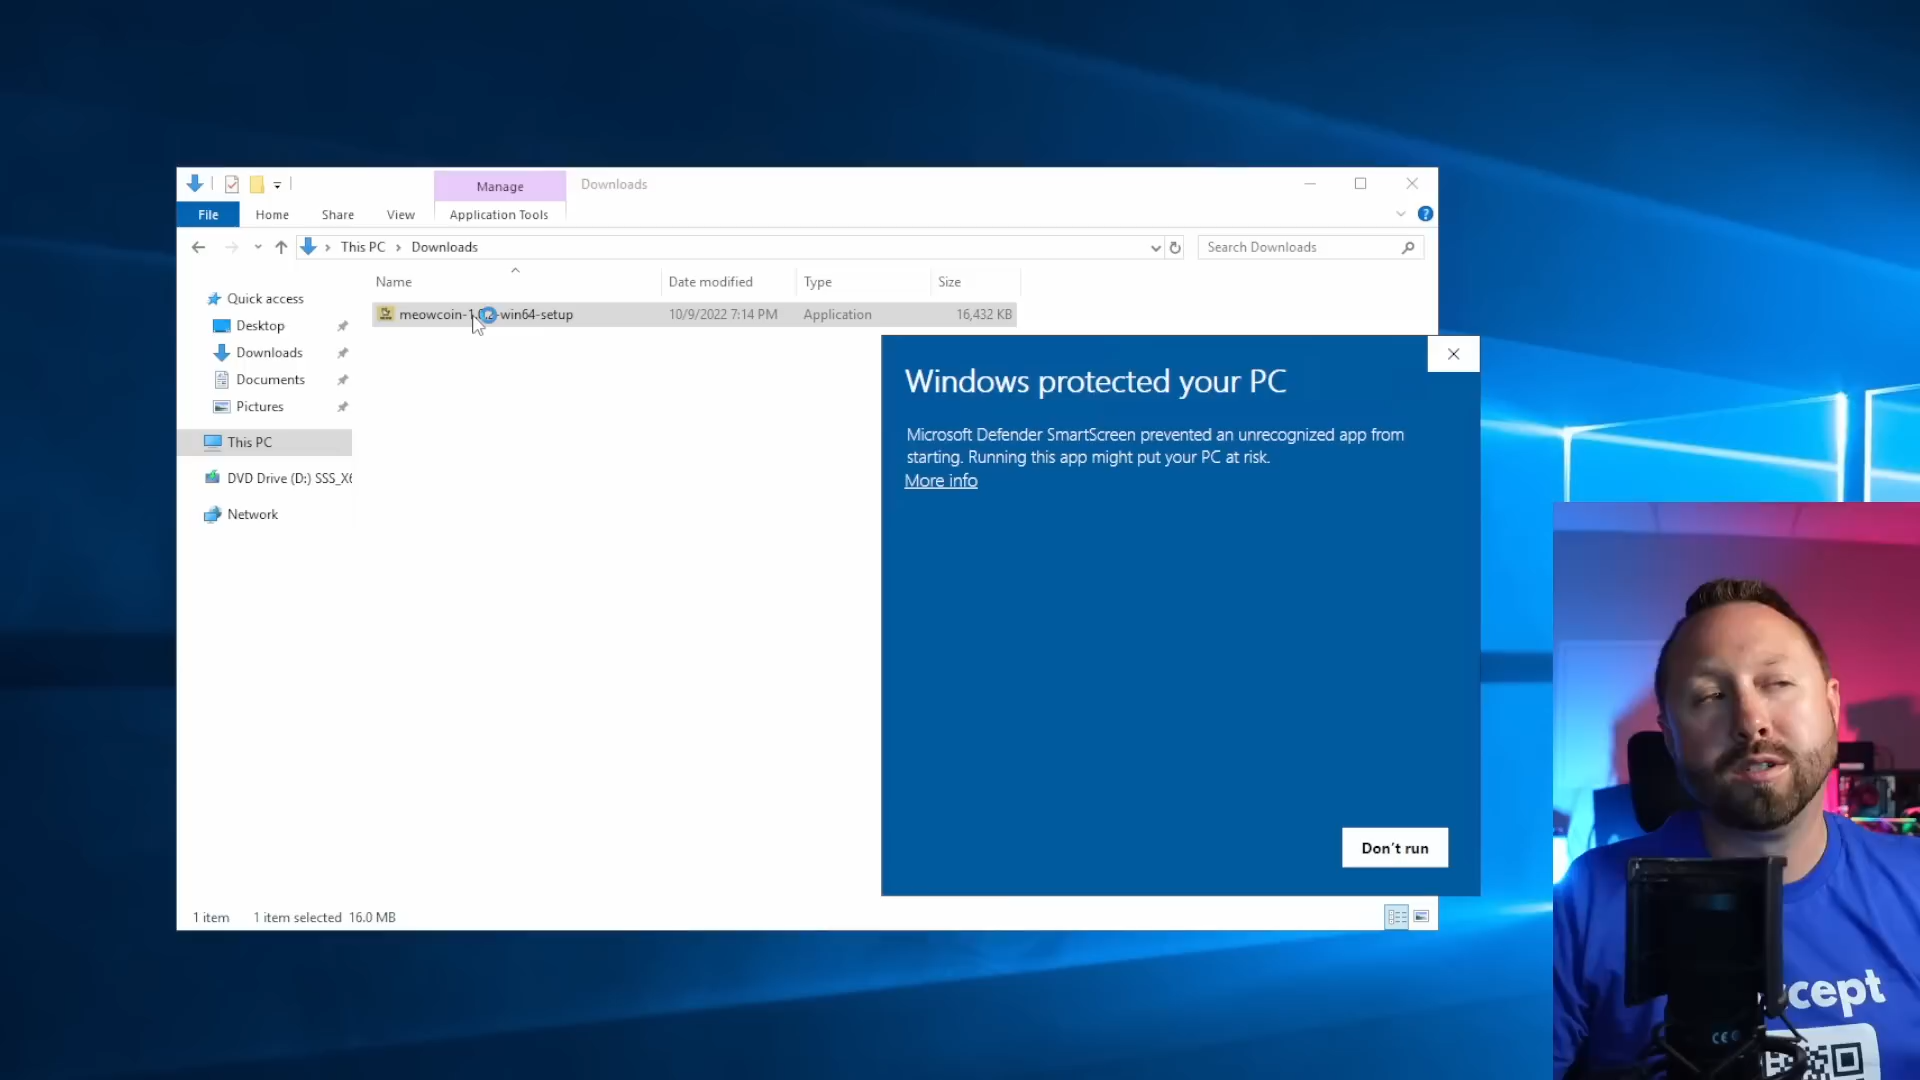 Manage
Downloads
File
Home
Share
View
Application Tools
This PC
Downloads
Search Downloads
Name
Date modified
Type
Size
Quick access
Desktop
Downloads
Documents
Pictures
This PC
DVD Drive (D:) SSS_X6
Network
10/9/2022 7:14 PM
Application
16,432 KB
Windows protected your PC
Microsoft Defender SmartScreen prevented an unrecognized app from
starting. Running this app might put your PC at risk.
More info
Don't run
1 item
1 item selected 16.0 MB